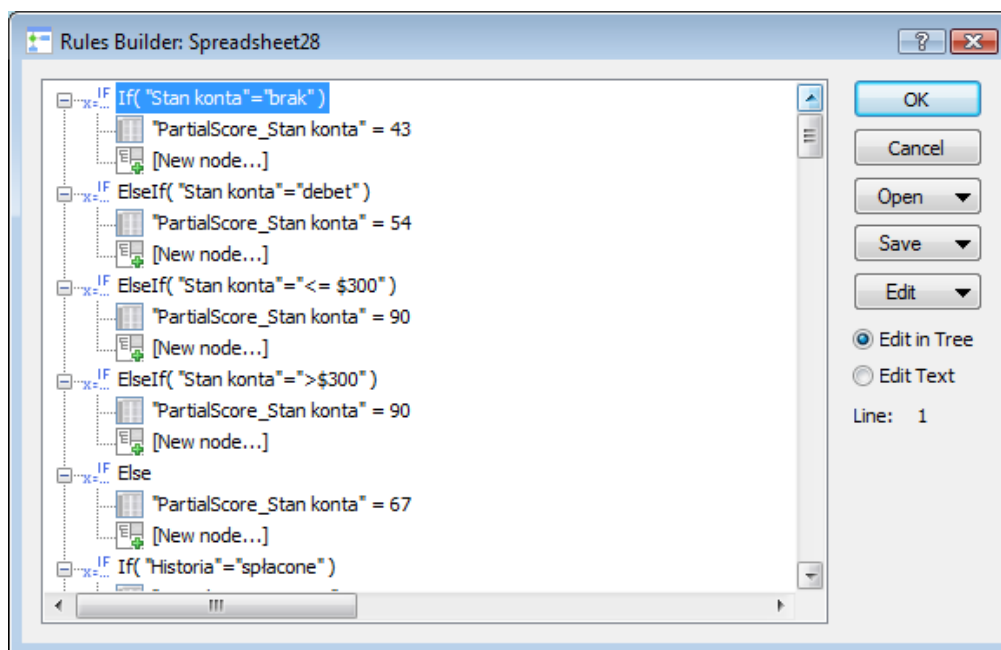 Rules Builder: Spreadsheet28
If( "Stan konta"="brak" )
"PartialScore_Stan konta" = 43
[New node...]
ElseIf( "Stan konta"="debet" )
"PartialScore_Stan konta" = 54
[New node...]
ElseIf( "Stan konta"="<= $300" )
"PartialScore_Stan konta" = 90
[New node...]
ElseIf( "Stan konta"=">$300" )
"PartialScore_Stan konta" = 90
[New node...]
Else
"PartialScore_Stan konta" = 67
[New node...]
If( "Historia"="spłacone" )
OK
Cancel
Open
Save
Edit
Edit in Tree
Edit Text
Line: 1